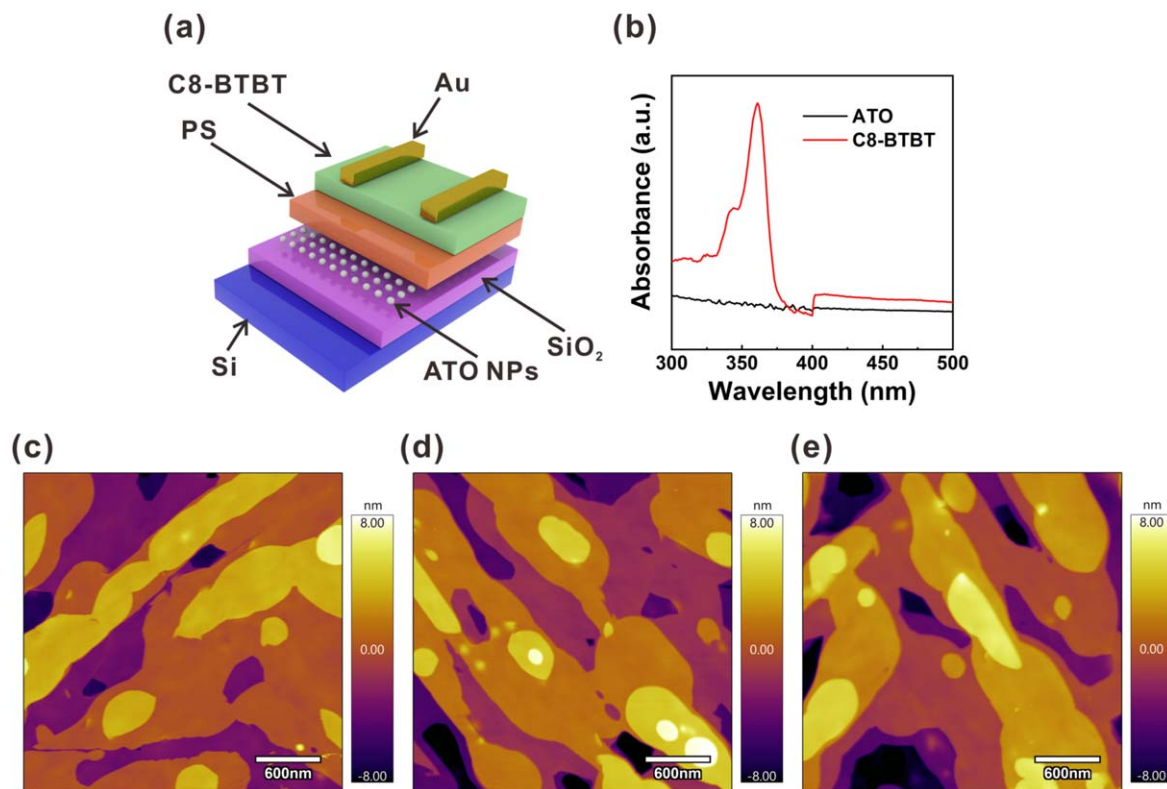 (a)
C8-BTBT
Au
PS
Si
ATO NPs
SiO₂
(b)
Absorbance (a.u.)
ATO
C8-BTBT
300 350 400 450 500
Wavelength (nm)
(c)
nm
8.00
0.00
-8.00
600nm
(d)
nm
8.00
0.00
-8.00
600nm
(e)
nm
8.00
0.00
-8.00
600nm